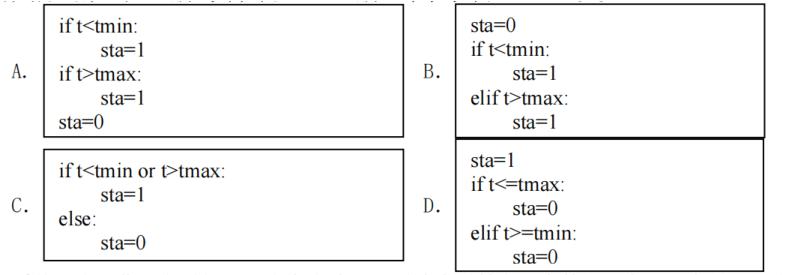 A.
if t<tmin:
sta=1
if t>tmax:
sta=1
sta=0
B.
sta=0
if t<tmin:
sta=1
elif t>tmax:
sta=1
C.
if t<tmin or t>tmax:
sta=1
else:
sta=0
D.
sta=1
if t<=tmax:
sta=0
elif t>=tmin:
sta=0